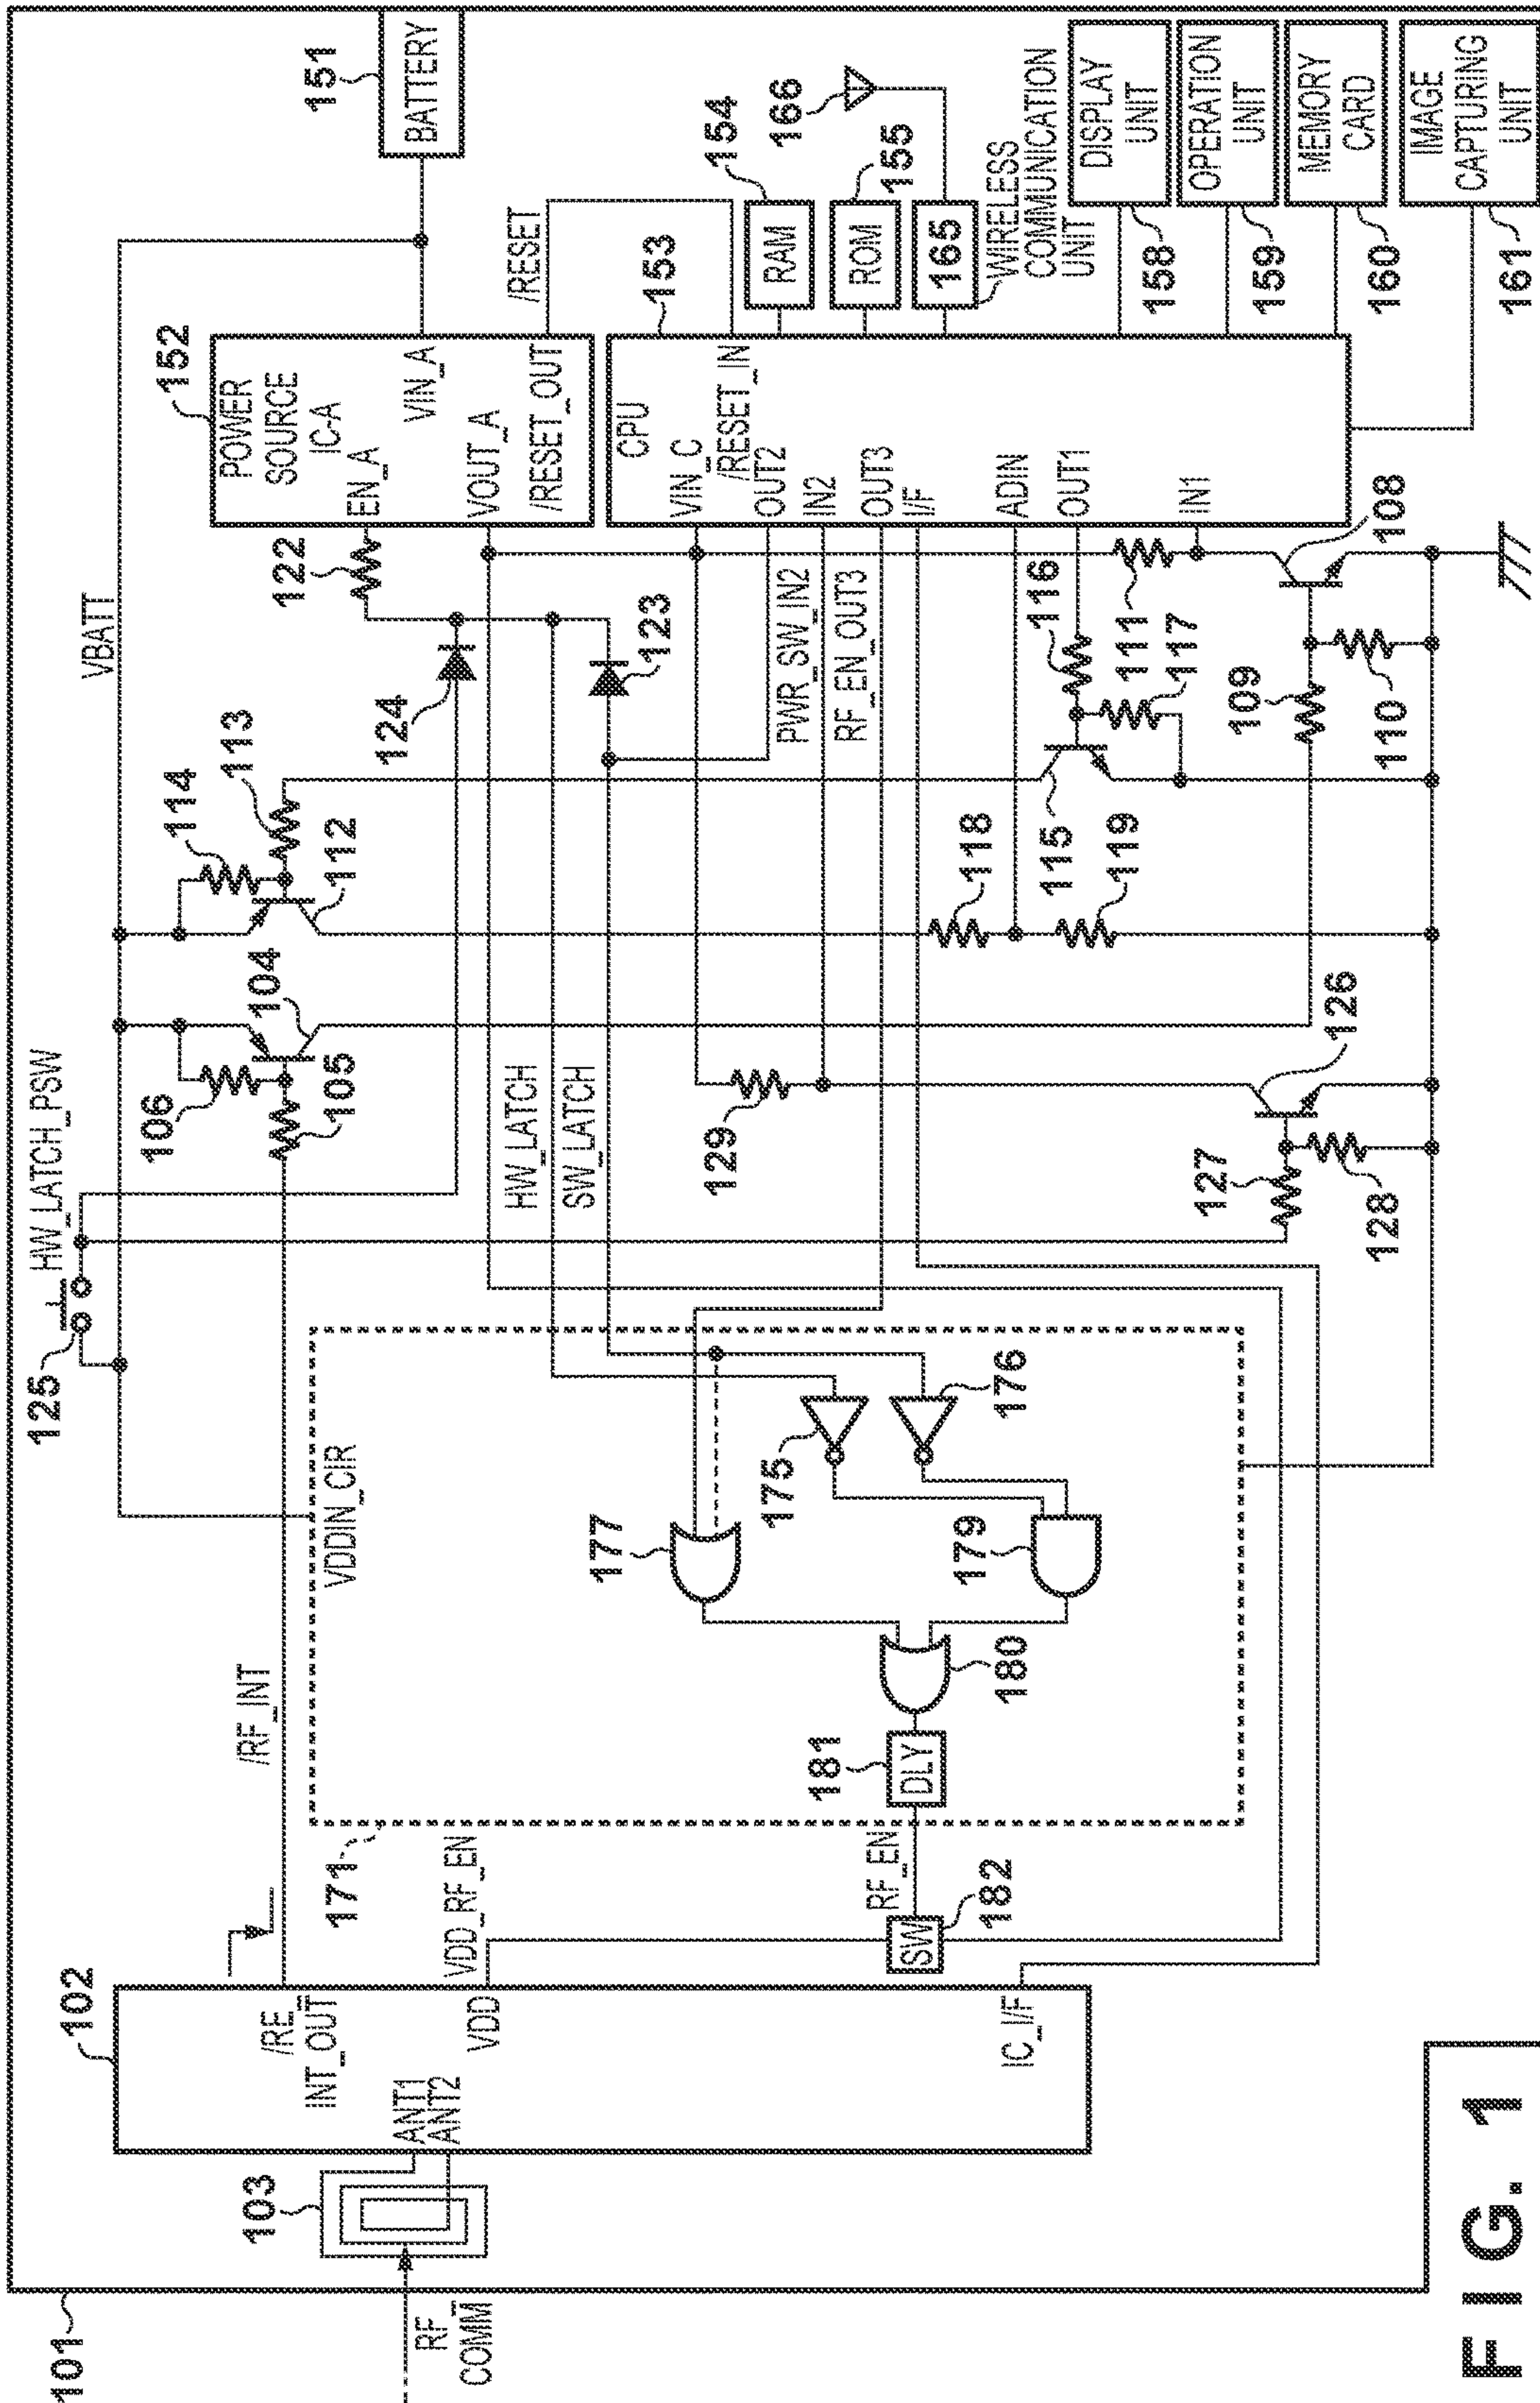 FIG. 1
101
RF_
COMM
103
102
/RF_
INT_OUT
ANT1
ANT2
VDD
IC_I/F
/RF_INT
171
VDD_RF_EN
RF_EN
SW
182
VDDIN_CIR
181
DLY
180
177
179
175
176
125
HW_LATCH_PSW
HW_LATCH
SW_LATCH
106
105
104
114
113
112
129
127
128
126
118
119
115
116
117
111
109
110
108
VBATT
124
123
122
PWR_SW_IN2
RF_EN_OUT3
152
POWER
SOURCE
IC-A
EN_A
VIN_A
VOUT_A
/RESET_OUT
/RESET
151
BATTERY
153
CPU
VIN_C
/RESET_IN
OUT2
IN2
OUT3
I/F
ADIN
OUT1
IN1
154
RAM
155
ROM
165
166
WIRELESS
COMMUNICATION
UNIT
158
DISPLAY
UNIT
159
OPERATION
UNIT
160
MEMORY
CARD
161
IMAGE
CAPTURING
UNIT